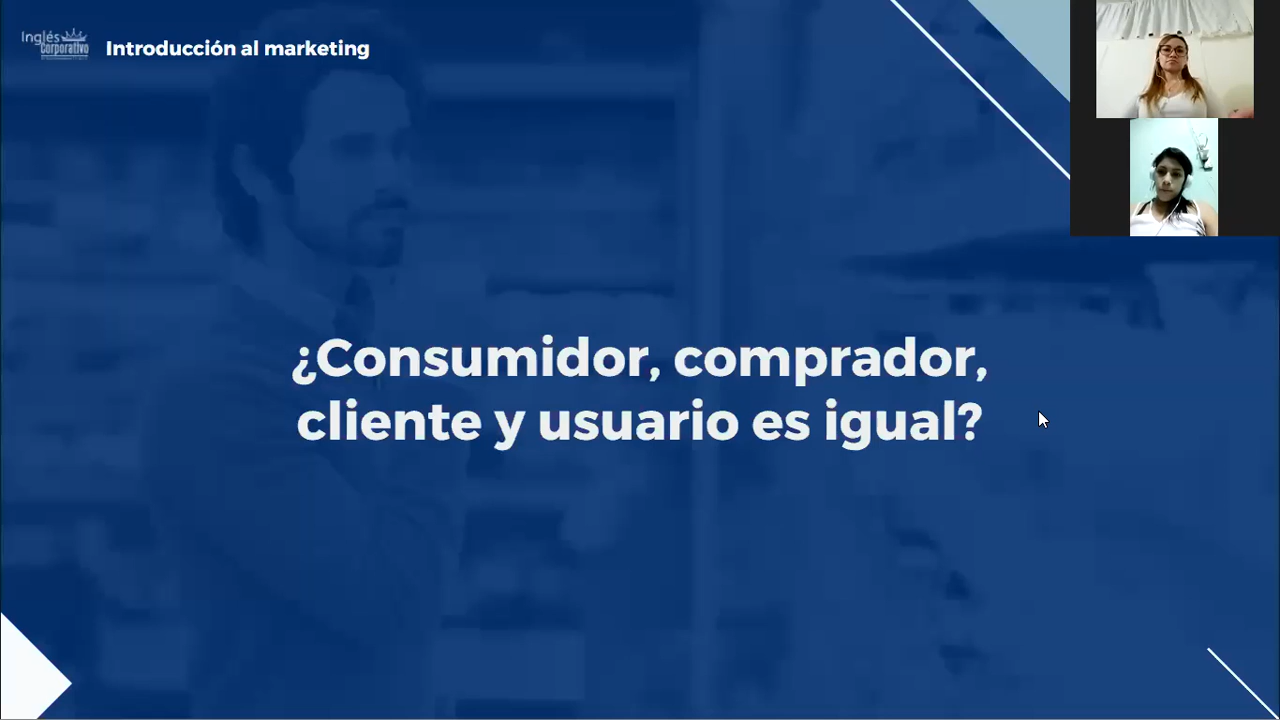 Inglés
Corporativo
Introducción al marketing
¿Consumidor, comprador,
cliente y usuario es igual?